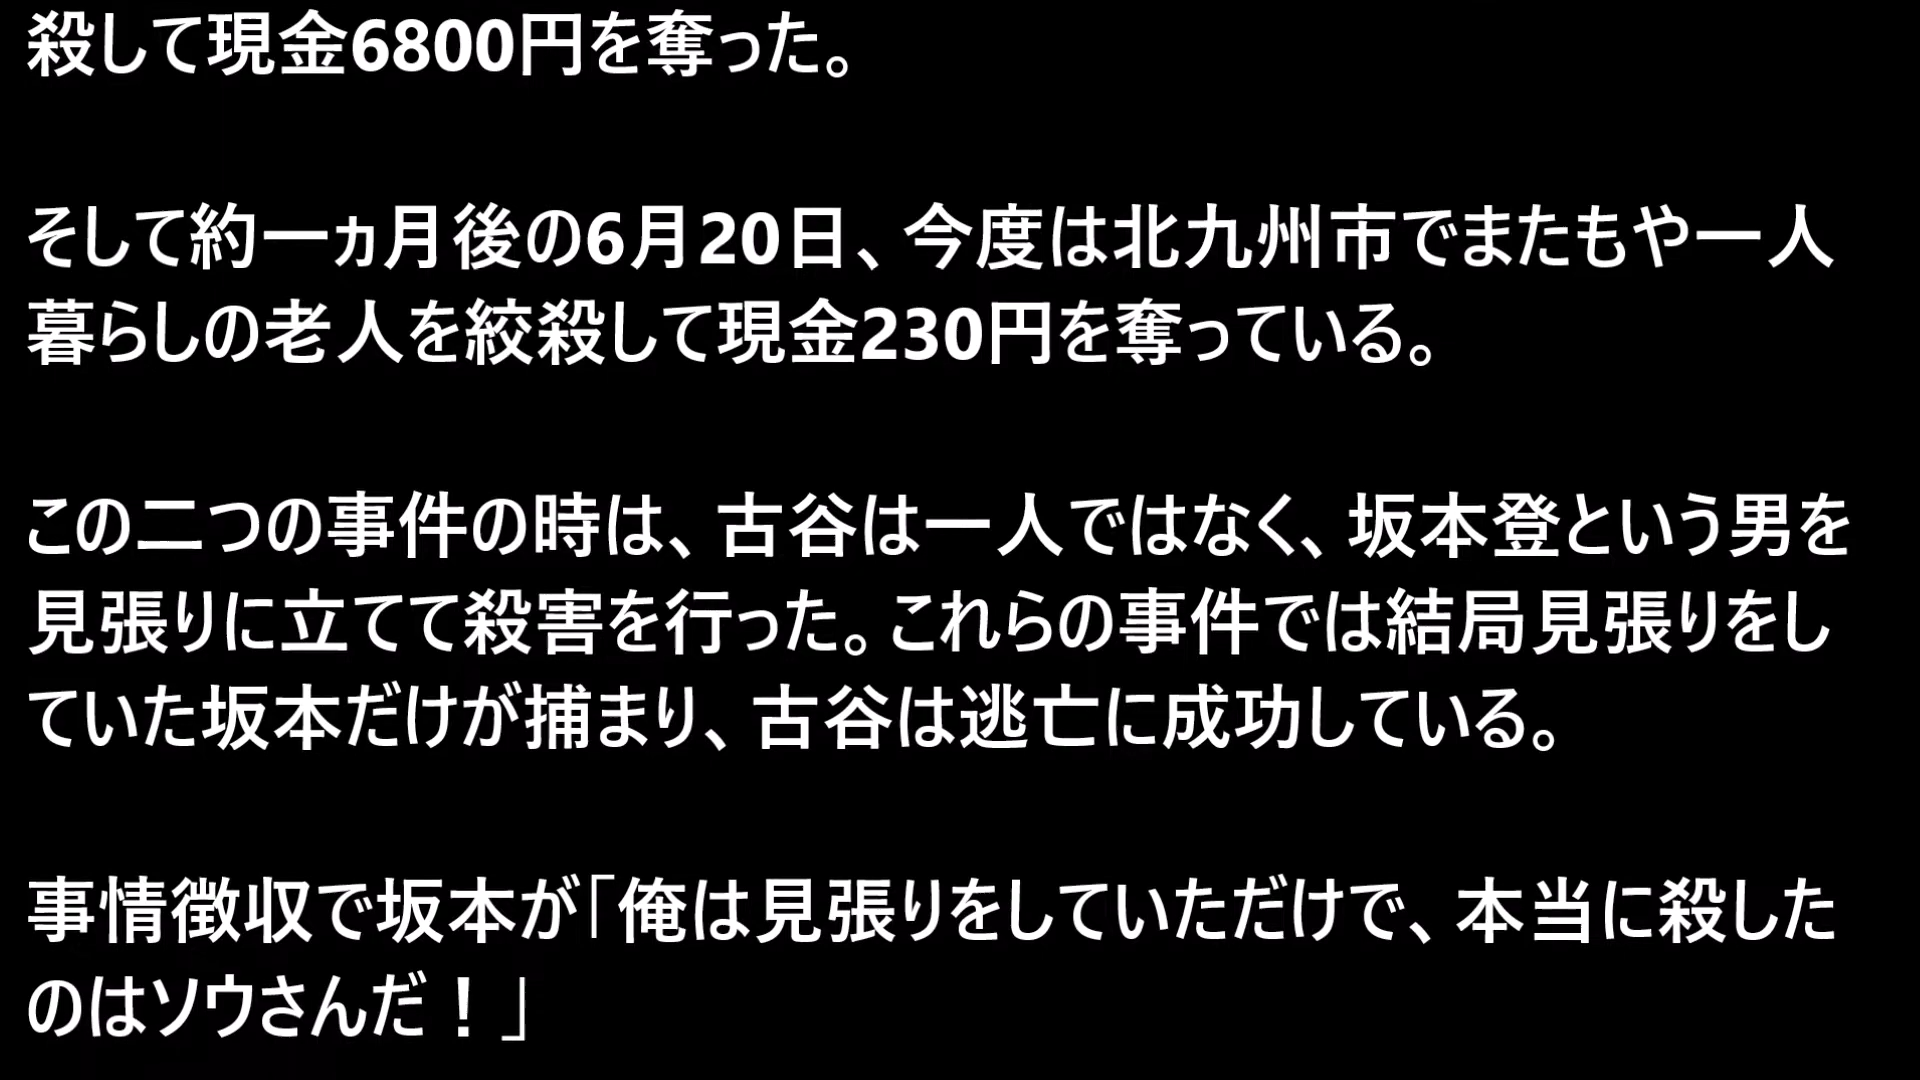 殺して現金6800円を奪った。
そして約一ヵ月後の6月20日、今度は北九州市でまたもや一人
暮らしの老人を絞殺して現金230円を奪っている。
この二つの事件の時は、古谷は一人ではなく、坂本登という男を
見張りに立てて殺害を行った。これらの事件では結局見張りをし
ていた坂本だけが捕まり、古谷は逃亡に成功している。
事情徴収で坂本が「俺は見張りをしていただけで、本当に殺した
のはソウさんだ！」